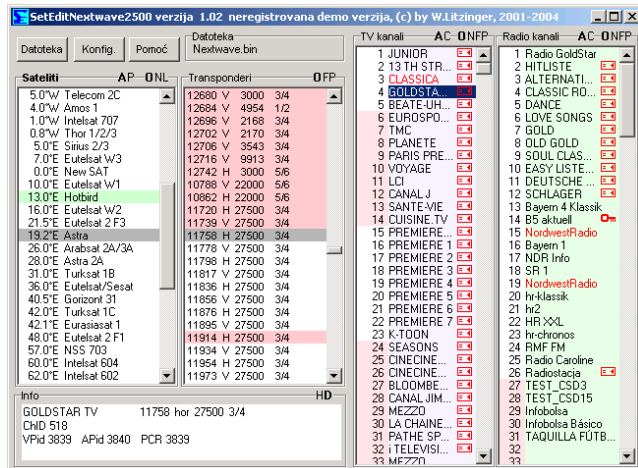 SetEditNextwave2500 verzija 1.02 neregistrovana demo verzija, (c) by W.Litzinger, 2001-2004
Datoteka Konfig. Pomoć
Datoteka
Nextwave.bin
Sateliti AP-ONL
5.0°W Telecom 2C
4.0°W Amos 1
1.0°W Intelsat 707
0.8°W Thor 1/2/3
5.0°E Sirius 2/3
7.0°E Eutelsat W3
0.0°E New SAT
10.0°E Eutelsat W1
13.0°E Hotbird
16.0°E Eutelsat W2
21.5°E Eutelsat 2 F3
19.2°E Astra
26.0°E Arabsat 2A/3A
28.0°E Astra 2A
31.0°E Turksat 1B
36.0°E Eutelsat/Sesat
40.5°E Gorizont 31
42.0°E Turksat 1C
42.1°E Eurasiasat 1
48.0°E Eutelsat 2 F1
57.0°E NSS 703
60.0°E Intelsat 604
62.0°E Intelsat 602
Transponderi OFP
12680 V 3000 3/4
12684 V 4954 1/2
12696 V 2168 3/4
12702 V 2170 3/4
12706 V 3543 3/4
12716 V 9913 3/4
12742 H 3000 5/6
10788 V 22000 5/6
10862 H 22000 5/6
11720 H 27500 3/4
11739 V 27500 3/4
11758 H 27500 3/4
11778 V 27500 3/4
11798 H 27500 3/4
11817 V 27500 3/4
11836 H 27500 3/4
11856 V 27500 3/4
11876 H 27500 3/4
11895 V 27500 3/4
11914 H 27500 3/4
11934 V 27500 3/4
11954 H 27500 3/4
11973 V 27500 3/4
Info HD
GOLDSTAR TV 11758 hor 27500 3/4
ChID 518
VPid 3839 APid 3840 PCR 3839
TV kanali AC-ONFP
1 JUNIOR
2 13 TH STR...
3 CLASSICA
4 GOLDSTA...
5 BEATE-UH...
6 EUROSPO...
7 TMC
8 PLANETE
9 PARIS PRE...
10 VOYAGE
11 LCI
12 CANAL J
13 SANTE-VIE
14 CUISINE.TV
15 PREMIERE...
16 PREMIERE 1
17 PREMIERE 2
18 PREMIERE 3
19 PREMIERE 4
20 PREMIERE 5
21 PREMIERE 6
22 PREMIERE 7
23 K-TOON
24 SEASONS
25 CINECINE...
26 CINECINE...
27 BLOOMBE...
28 CANAL JIM...
29 MEZZO
30 LA CHAINE...
31 PATHE SP...
32 i TELEVISI...
33 MEZZO
Radio kanali AC-ONFP
1 Radio GoldStar
2 HITLISTE
3 ALTERNATI...
4 CLASSIC RO...
5 DANCE
6 LOVE SONGS
7 GOLD
8 OLD GOLD
9 SOUL CLAS...
10 EASY LISTE...
11 DEUTSCHE ...
12 SCHLAGER
13 Bayern 4 Klassik
14 B5 aktuell
15 NordwestRadio
16 Bayern 1
17 NDR Info
18 SR 1
19 NordwestRadio
20 hr-klassik
21 hr2
22 HR XXL
23 hr-chronos
24 RMF FM
25 Radio Caroline
26 Radiostacja
27 TEST_CSD3
28 TEST_CSD15
29 Infobolsa
30 Infobolsa Básico
31 TAQUILLA FÚTB...
32
33